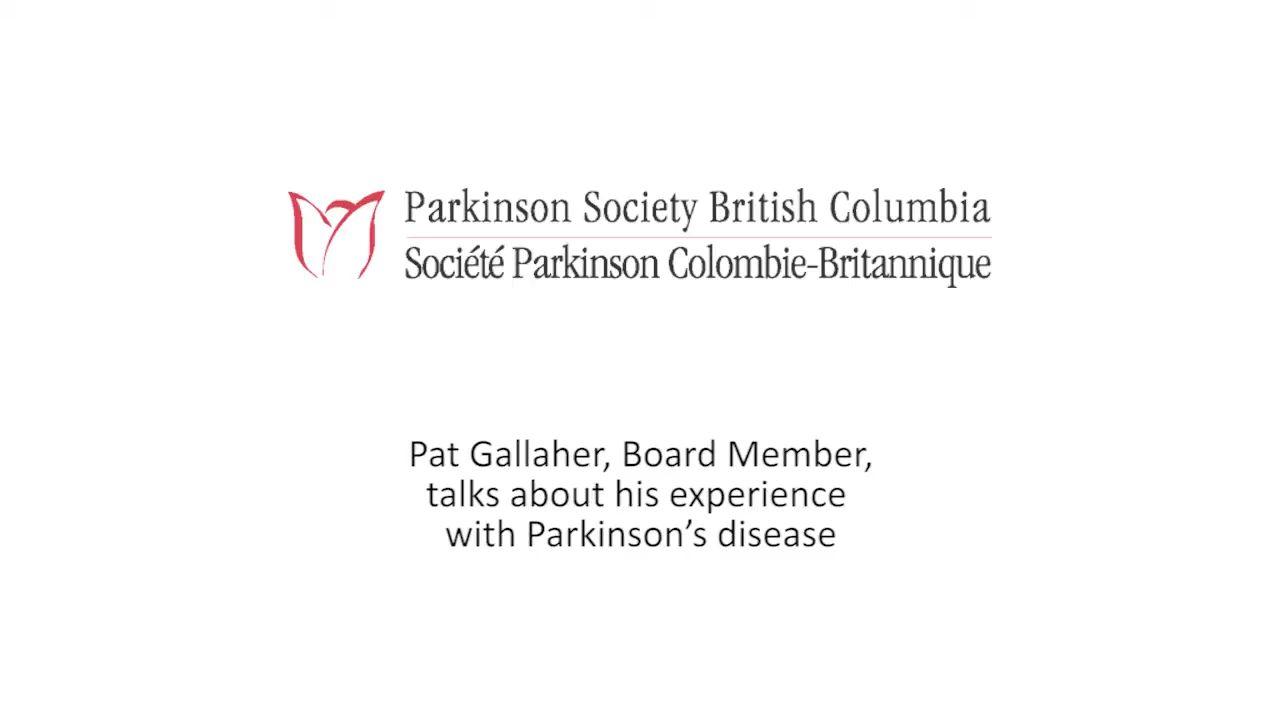 Parkinson Society British Columbia
Société Parkinson Colombie-Britannique
Pat Gallaher, Board Member,
talks about his experience
with Parkinson’s disease